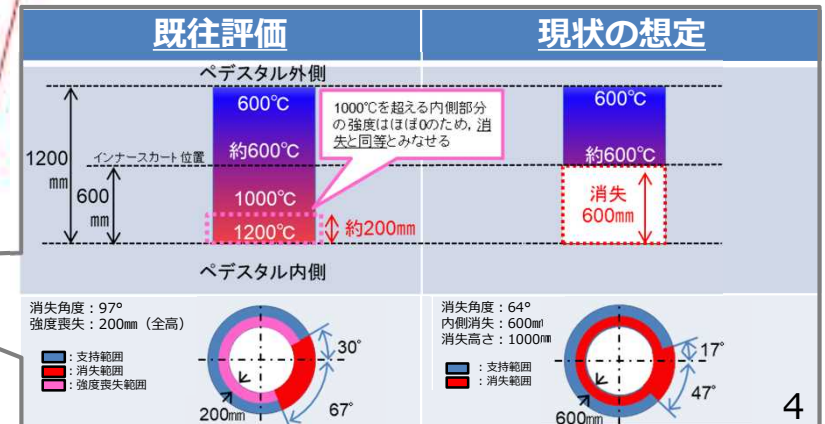 既往評価
現状の想定
ペデスタル外側
600℃
約600℃
1000℃
1200℃
1200
mm
インナースカート位置
600
mm
約200mm
1000℃を超える内側部分
の強度はほぼ0のため, 消
失と同等とみなせる
ペデスタル内側
600℃
約600℃
消失
600mm
消失角度：97°
強度喪失：200mm（全高）
：支持範囲
：消失範囲
：強度喪失範囲
30°
67°
200mm
消失角度：64°
内側消失：600mm
消失高さ：1000mm
：支持範囲
：消失範囲
17°
47°
600mm
4